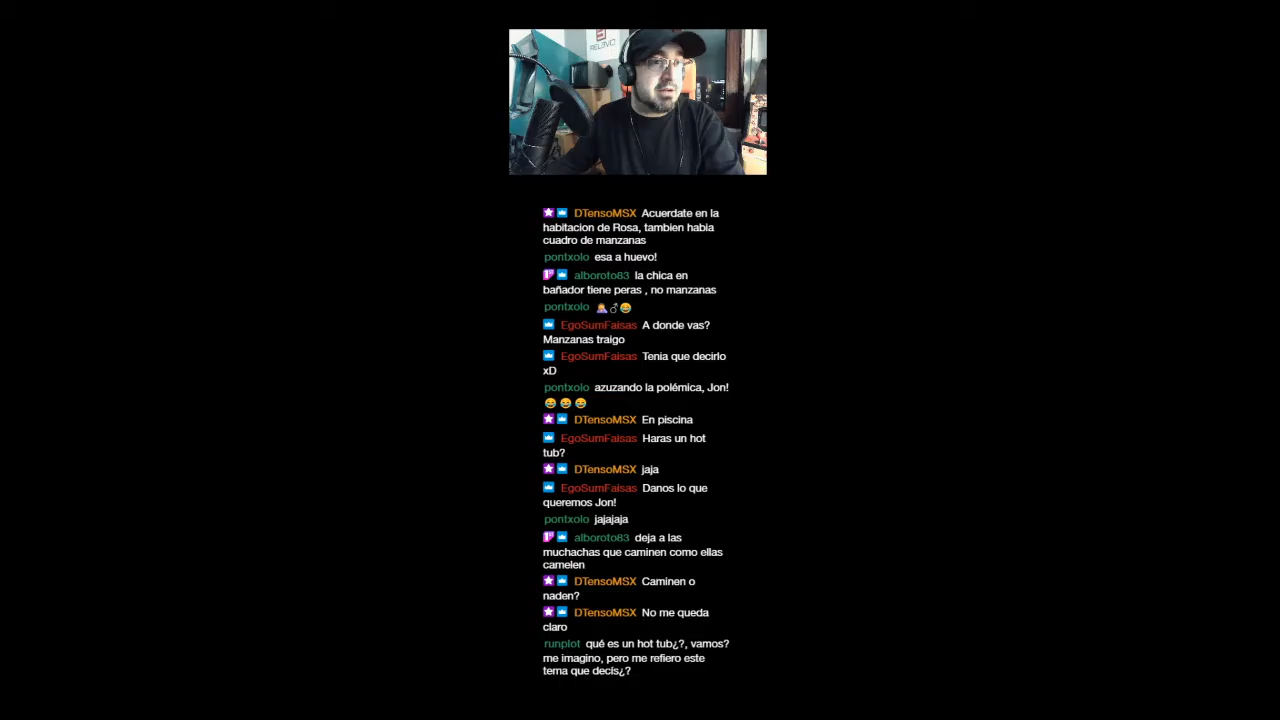 RELEVO
DTensoMSX Acuerdate en la
habitacion de Rosa, tambien habia
cuadro de manzanas
pontxolo esa a huevo!
alboroto83 la chica en
bañador tiene peras , no manzanas
pontxolo 🤦♂😂
EgoSumFaisas A donde vas?
Manzanas traigo
EgoSumFaisas Tenia que decirlo
xD
pontxolo azuzando la polémica, Jon!
😂 😂 😂
DTensoMSX En piscina
EgoSumFaisas Haras un hot
tub?
DTensoMSX jaja
EgoSumFaisas Danos lo que
queremos Jon!
pontxolo jajajaja
alboroto83 deja a las
muchachas que caminen como ellas
camelen
DTensoMSX Caminen o
naden?
DTensoMSX No me queda
claro
runplot qué es un hot tub¿?, vamos?
me imagino, pero me refiero este
tema que decís¿?